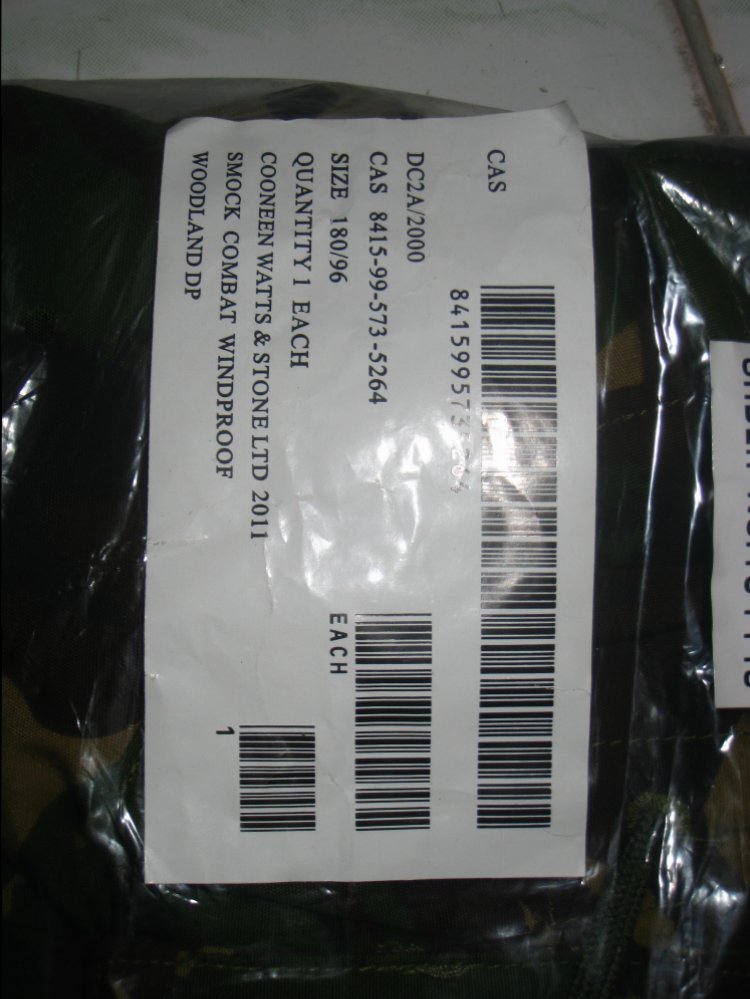 CAS
8415995735264
DC2A/2000
CAS 8415-99-573-5264
SIZE 180/96
EACH
QUANTITY 1 EACH
COONEEN WATTS & STONE LTD 2011
SMOCK COMBAT WINDPROOF
1
WOODLAND DP